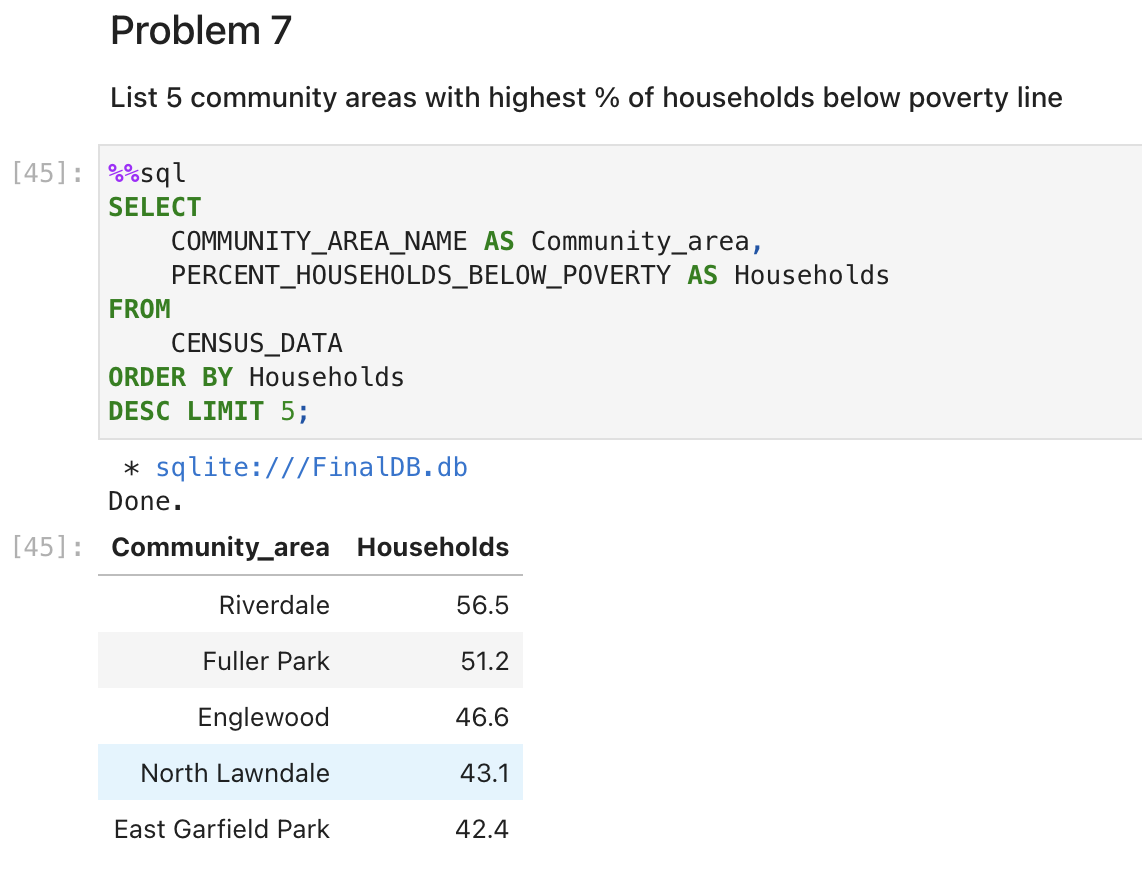 Problem 7
List 5 community areas with highest % of households below poverty line
[45]: %%sql
SELECT
    COMMUNITY_AREA_NAME AS Community_area,
    PERCENT_HOUSEHOLDS_BELOW_POVERTY AS Households
FROM
    CENSUS_DATA
ORDER BY Households
DESC LIMIT 5;
* sqlite:///FinalDB.db
Done.
[45]: Community_area Households
Riverdale 56.5
Fuller Park 51.2
Englewood 46.6
North Lawndale 43.1
East Garfield Park 42.4